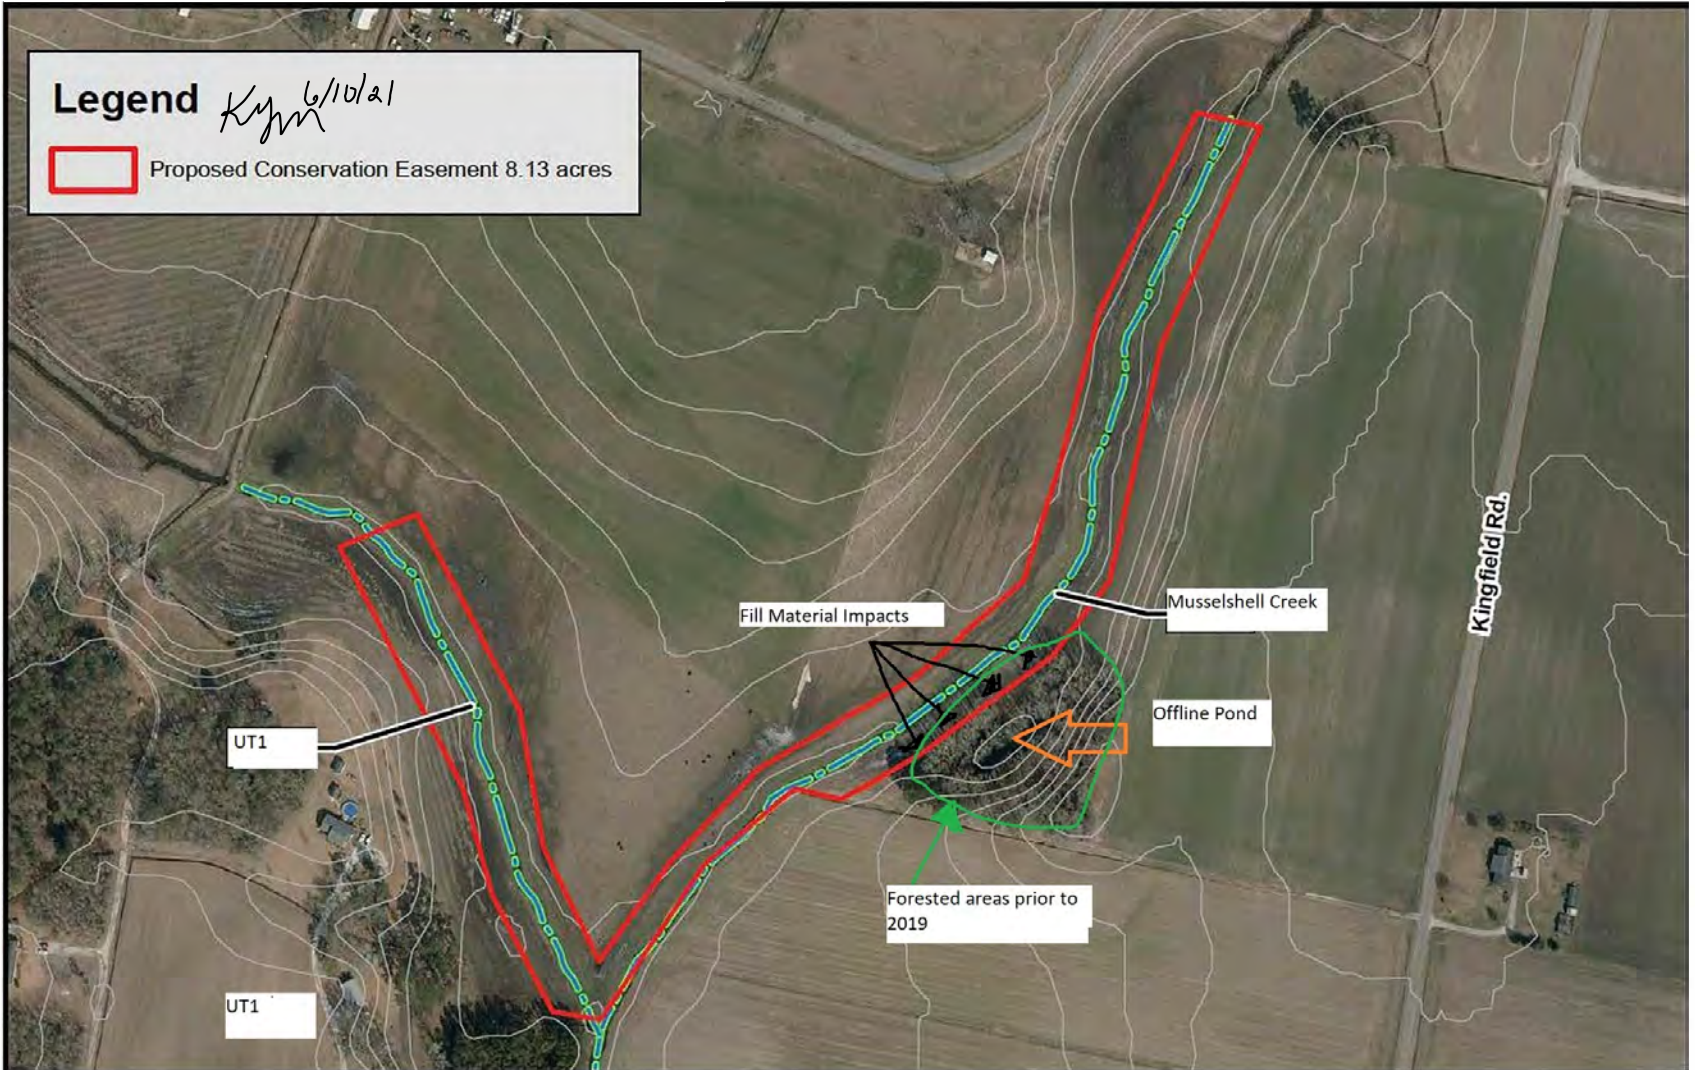 Legend
Kym 6/10/21
Proposed Conservation Easement 8.13 acres
Fill Material Impacts
Musselshell Creek
Kingfield Rd.
Offline Pond
UT1
Forested areas prior to
2019
UT1